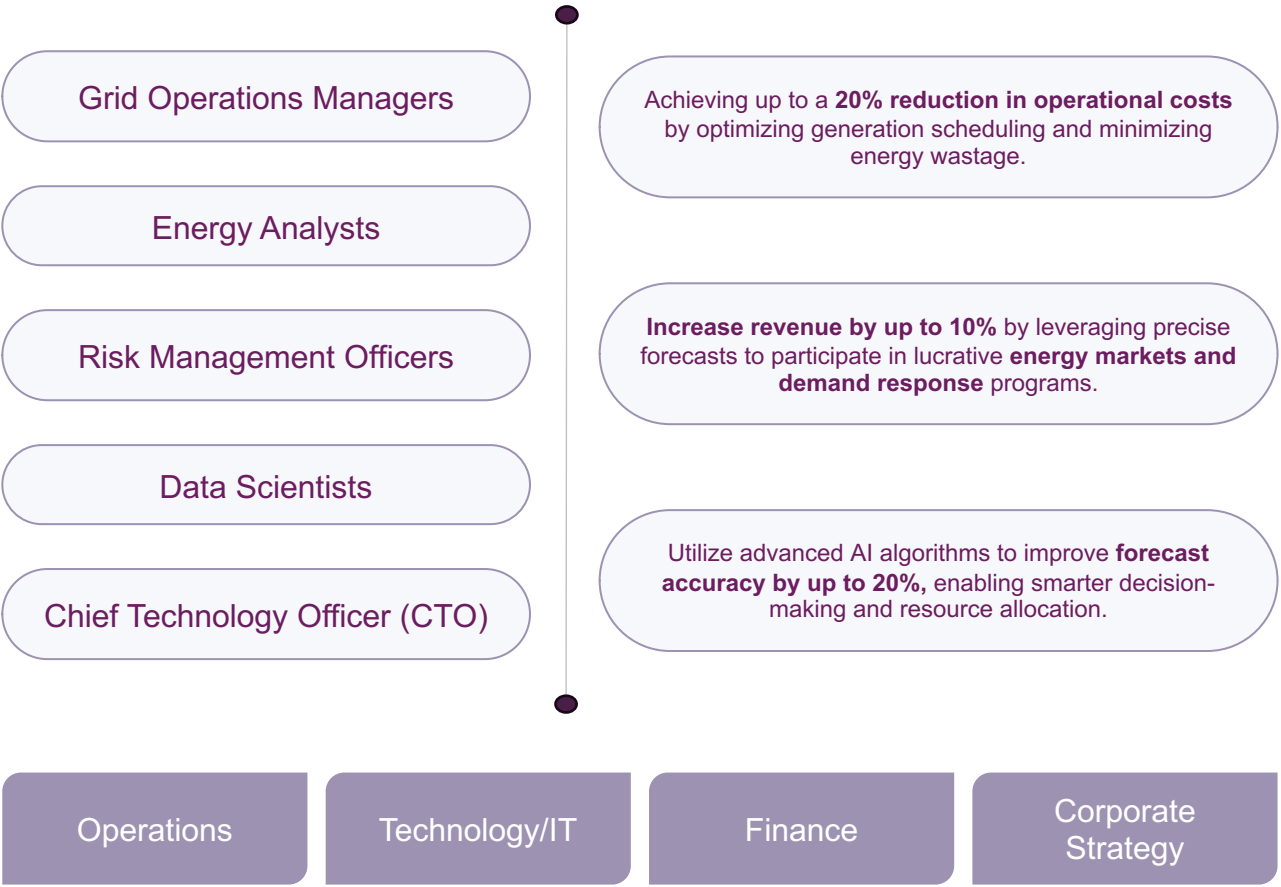 Grid Operations Managers
Energy Analysts
Risk Management Officers
Data Scientists
Chief Technology Officer (CTO)
Achieving up to a 20% reduction in operational costs
by optimizing generation scheduling and minimizing
energy wastage.
Increase revenue by up to 10% by leveraging precise
forecasts to participate in lucrative energy markets and
demand response programs.
Utilize advanced AI algorithms to improve forecast
accuracy by up to 20%, enabling smarter decision-
making and resource allocation.
Operations
Technology/IT
Finance
Corporate
Strategy